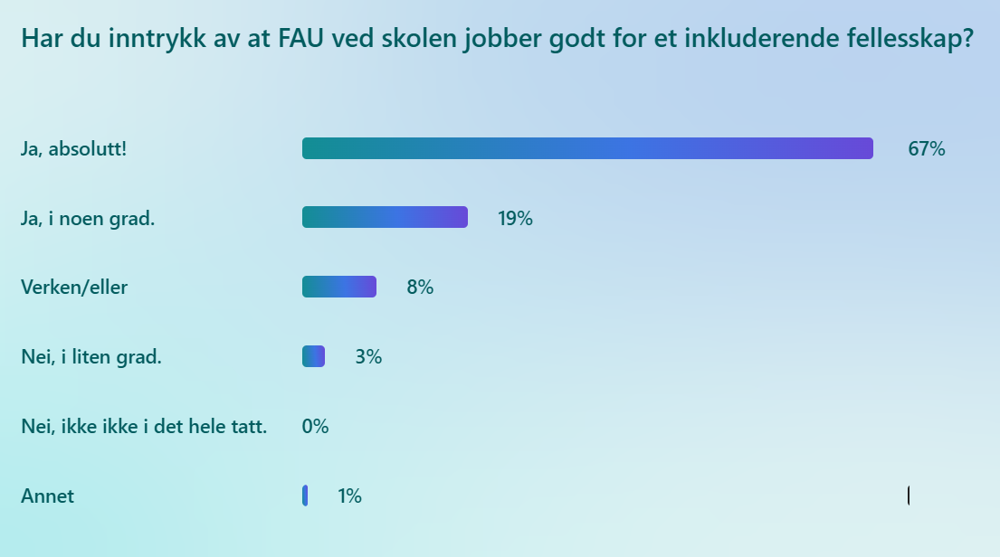 Har du inntrykk av at FAU ved skolen jobber godt for et inkluderende fellesskap?
Ja, absolutt! 67%
Ja, i noen grad. 19%
Verken/eller 8%
Nei, i liten grad. 3%
Nei, ikke ikke i det hele tatt. 0%
Annet 1%